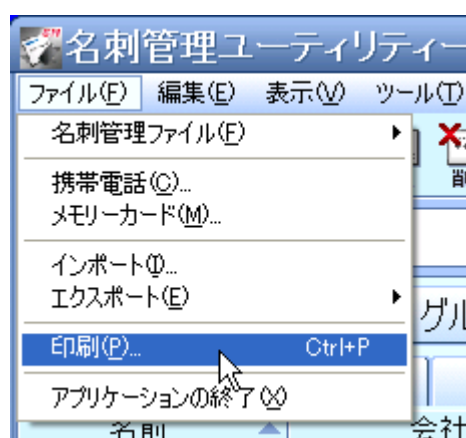 名刺管理ユーティリティー
ファイル(F) 編集(E) 表示(V) ツール(T)
名刺管理ファイル(F)
携帯電話(C)...
メモリーカード(M)...
インポート(I)...
エクスポート(E)
グル
印刷(P)... Ctrl+P
アプリケーションの終了(X)
名前 会社